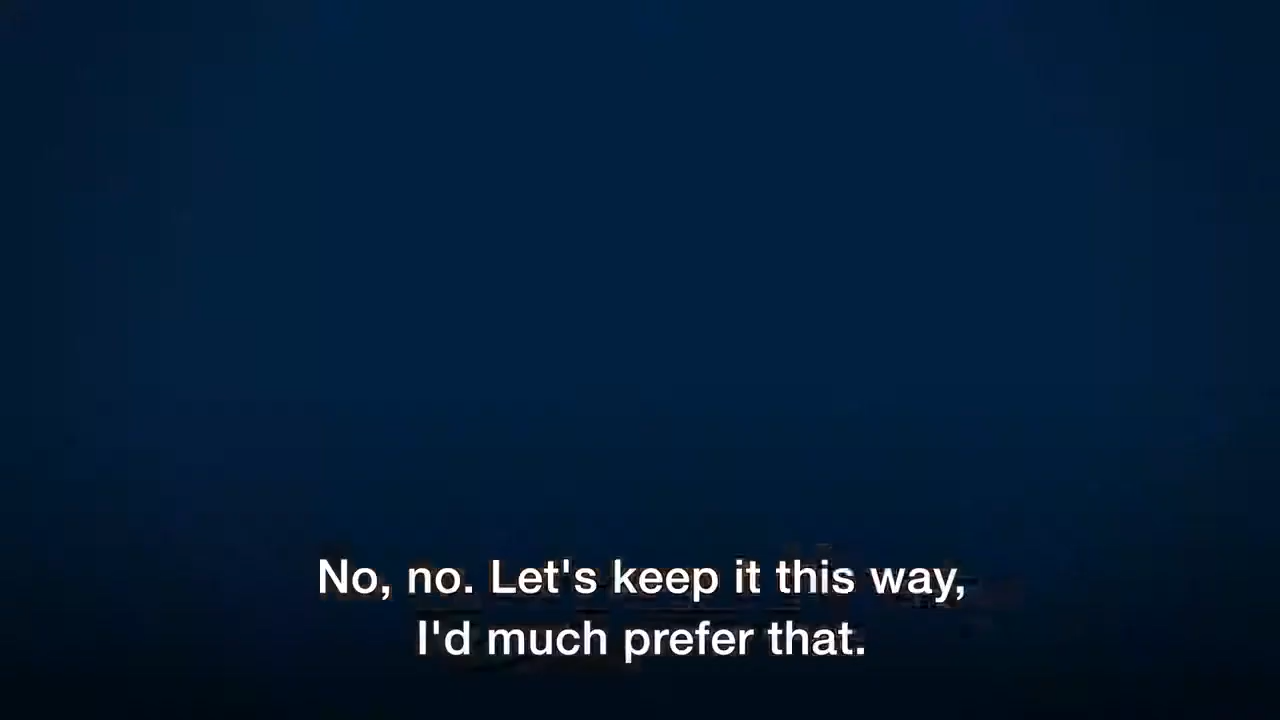 No, no. Let's keep it this way,
I'd much prefer that.